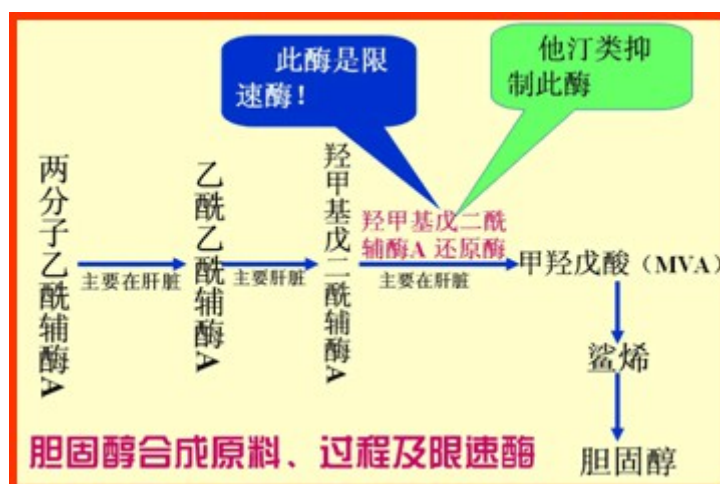 此酶是限
速酶！
他汀类抑
制此酶
两分子乙酰辅酶A
主要在肝脏
乙酰乙酰辅酶A
主要肝脏
羟甲基戊二酰辅酶A
羟甲基戊二酰
辅酶A 还原酶
主要在肝脏
甲羟戊酸（MVA）
鲨烯
胆固醇
胆固醇合成原料、过程及限速酶